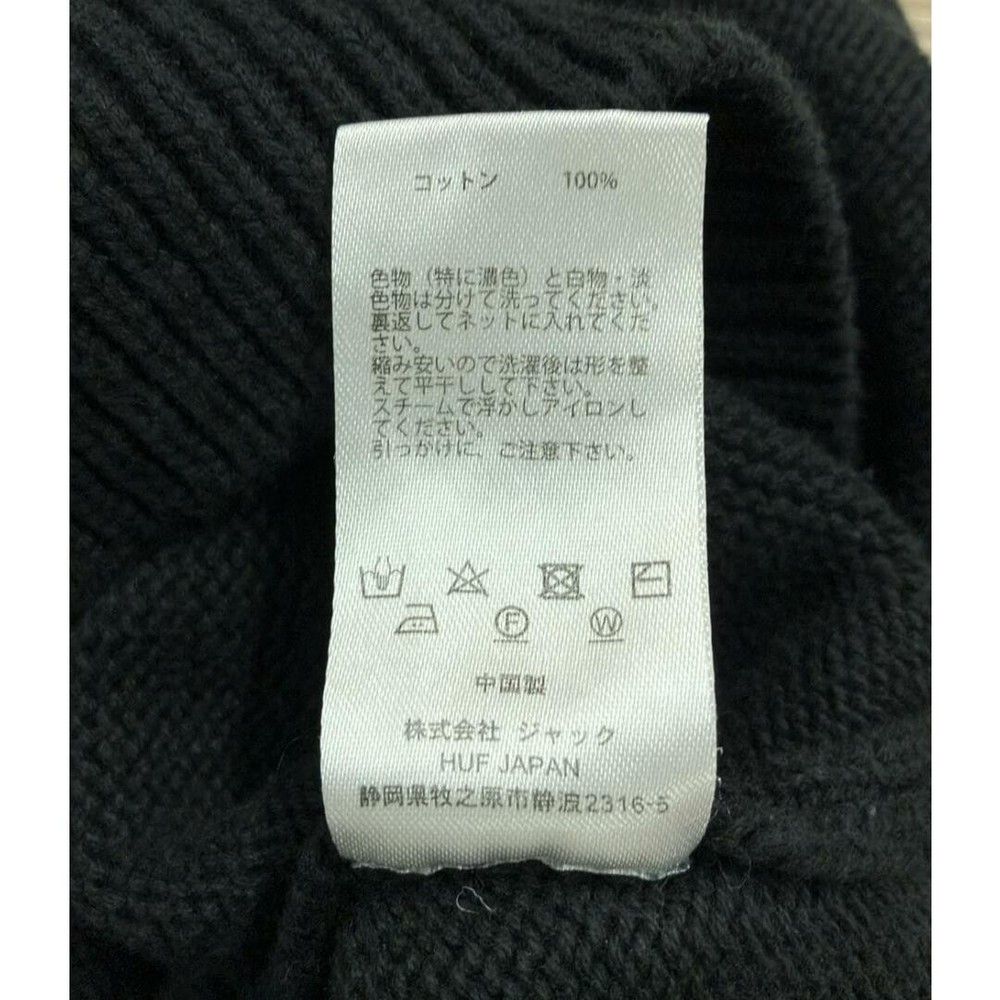 コットン 100%
色物（特に濃色）と白物・淡
色物は分けて洗ってください。
裏返してネットに入れてくだ
さい。
縮み安いので洗濯後は形を整
えて平干しして下さい。
スチームで浮かしアイロンし
てください。
引っかけに、ご注意下さい。
F W
中国製
株式会社 ジャック
HUF JAPAN
静岡県牧之原市静波2316-5